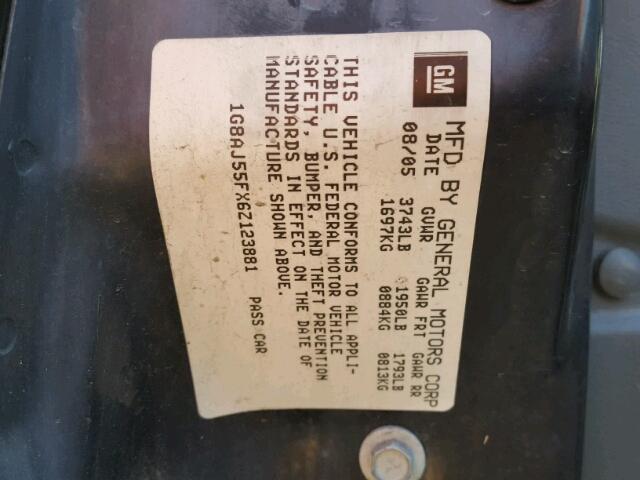 GM
MFD BY GENERAL MOTORS CORP
DATE GVWR GAWR FRT GAWR RR
08/05 3743LB 1950LB 1793LB
1697KG 0884KG 0813KG
THIS VEHICLE CONFORMS TO ALL APPLI-
CABLE U.S. FEDERAL MOTOR VEHICLE
SAFETY, BUMPER, AND THEFT PREVENTION
STANDARDS IN EFFECT ON THE DATE OF
MANUFACTURE SHOWN ABOVE.
1G8AJ55FX6Z123881 PASS CAR